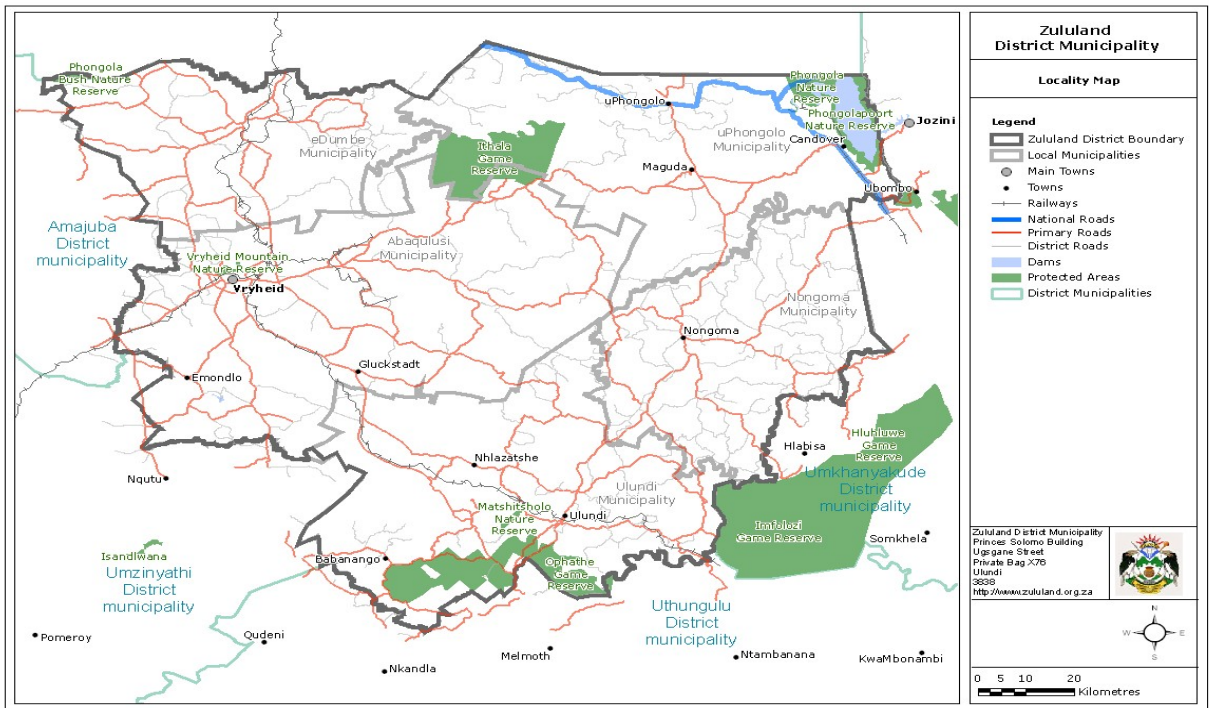 Zululand
District Municipality
Locality Map
Legend
Zululand District Boundary
Local Municipalities
Main Towns
Towns
Railways
National Roads
Primary Roads
District Roads
Dams
Protected Areas
District Municipalities
Phongola
Bush Nature
Reserve
eDumbe
Municipality
Ithala
Game
Reserve
uPhongolo
uPhongolo
Municipality
Phongola
Nature
Reserve
Phongolapoort
Nature Reserve
Jozini
Candover
Maguda
Ubombo
Amajuba
District
municipality
Abaqulusi
Municipality
Vryheid Mountain
Nature Reserve
Vryheid
Nongoma
Municipality
Nongoma
Gluckstadt
Emondlo
Hlabisa
Hlubluwe
Game
Reserve
Umkhanyakude
District
municipality
Nqutu
Nhlazatshe
Ulundi
Municipality
Matshitsholo
Nature
Reserve
Ulundi
Imfolozi
Game Reserve
Somkhela
Isandlwana
Umzinyathi
District
municipality
Babanango
Ophathe
Game
Reserve
Uthungulu
District
municipality
Pomeroy
Qudeni
Nkandla
Melmoth
Ntambanana
KwaMbonambi
Zululand District Municipality
Princes Solomo Building
Ugsgane Street
Private Bag X76
Ulundi
3838
http://www.zululand.org.za
N
W E
S
0 5 10 20
Kilometres